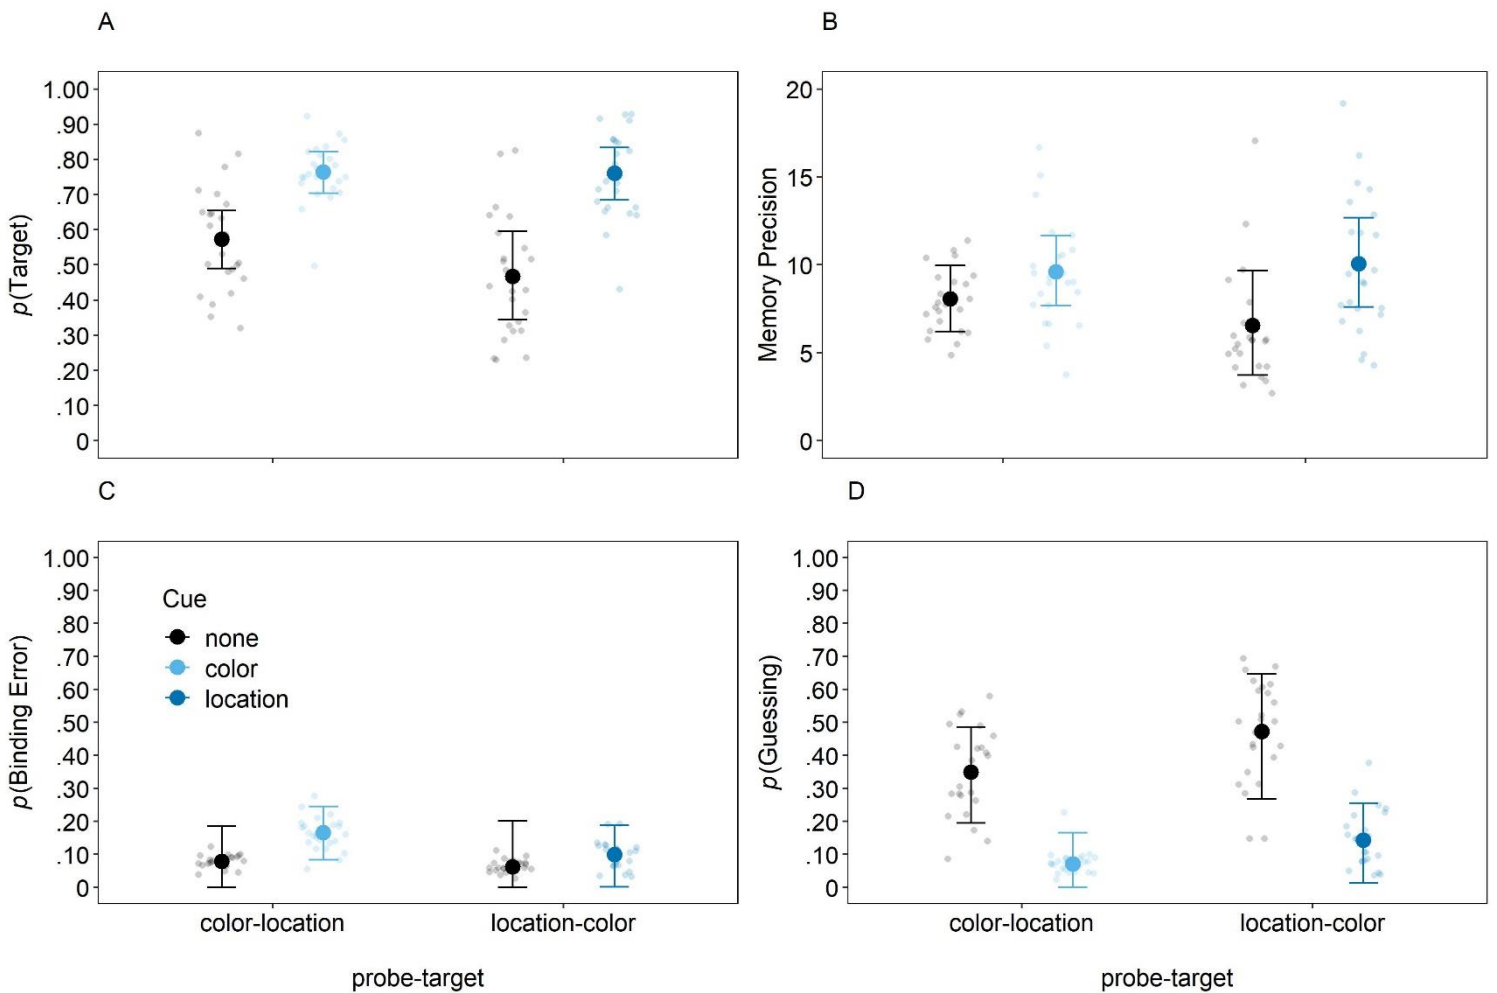 A
p(Target)
1.00
.90
.80
.70
.60
.50
.40
.30
.20
.10
0
B
Memory Precision
20
15
10
5
0
C
p(Binding Error)
1.00
.90
.80
.70
.60
.50
.40
.30
.20
.10
0
Cue
none
color
location
color-location location-color
probe-target
D
p(Guessing)
1.00
.90
.80
.70
.60
.50
.40
.30
.20
.10
0
color-location location-color
probe-target